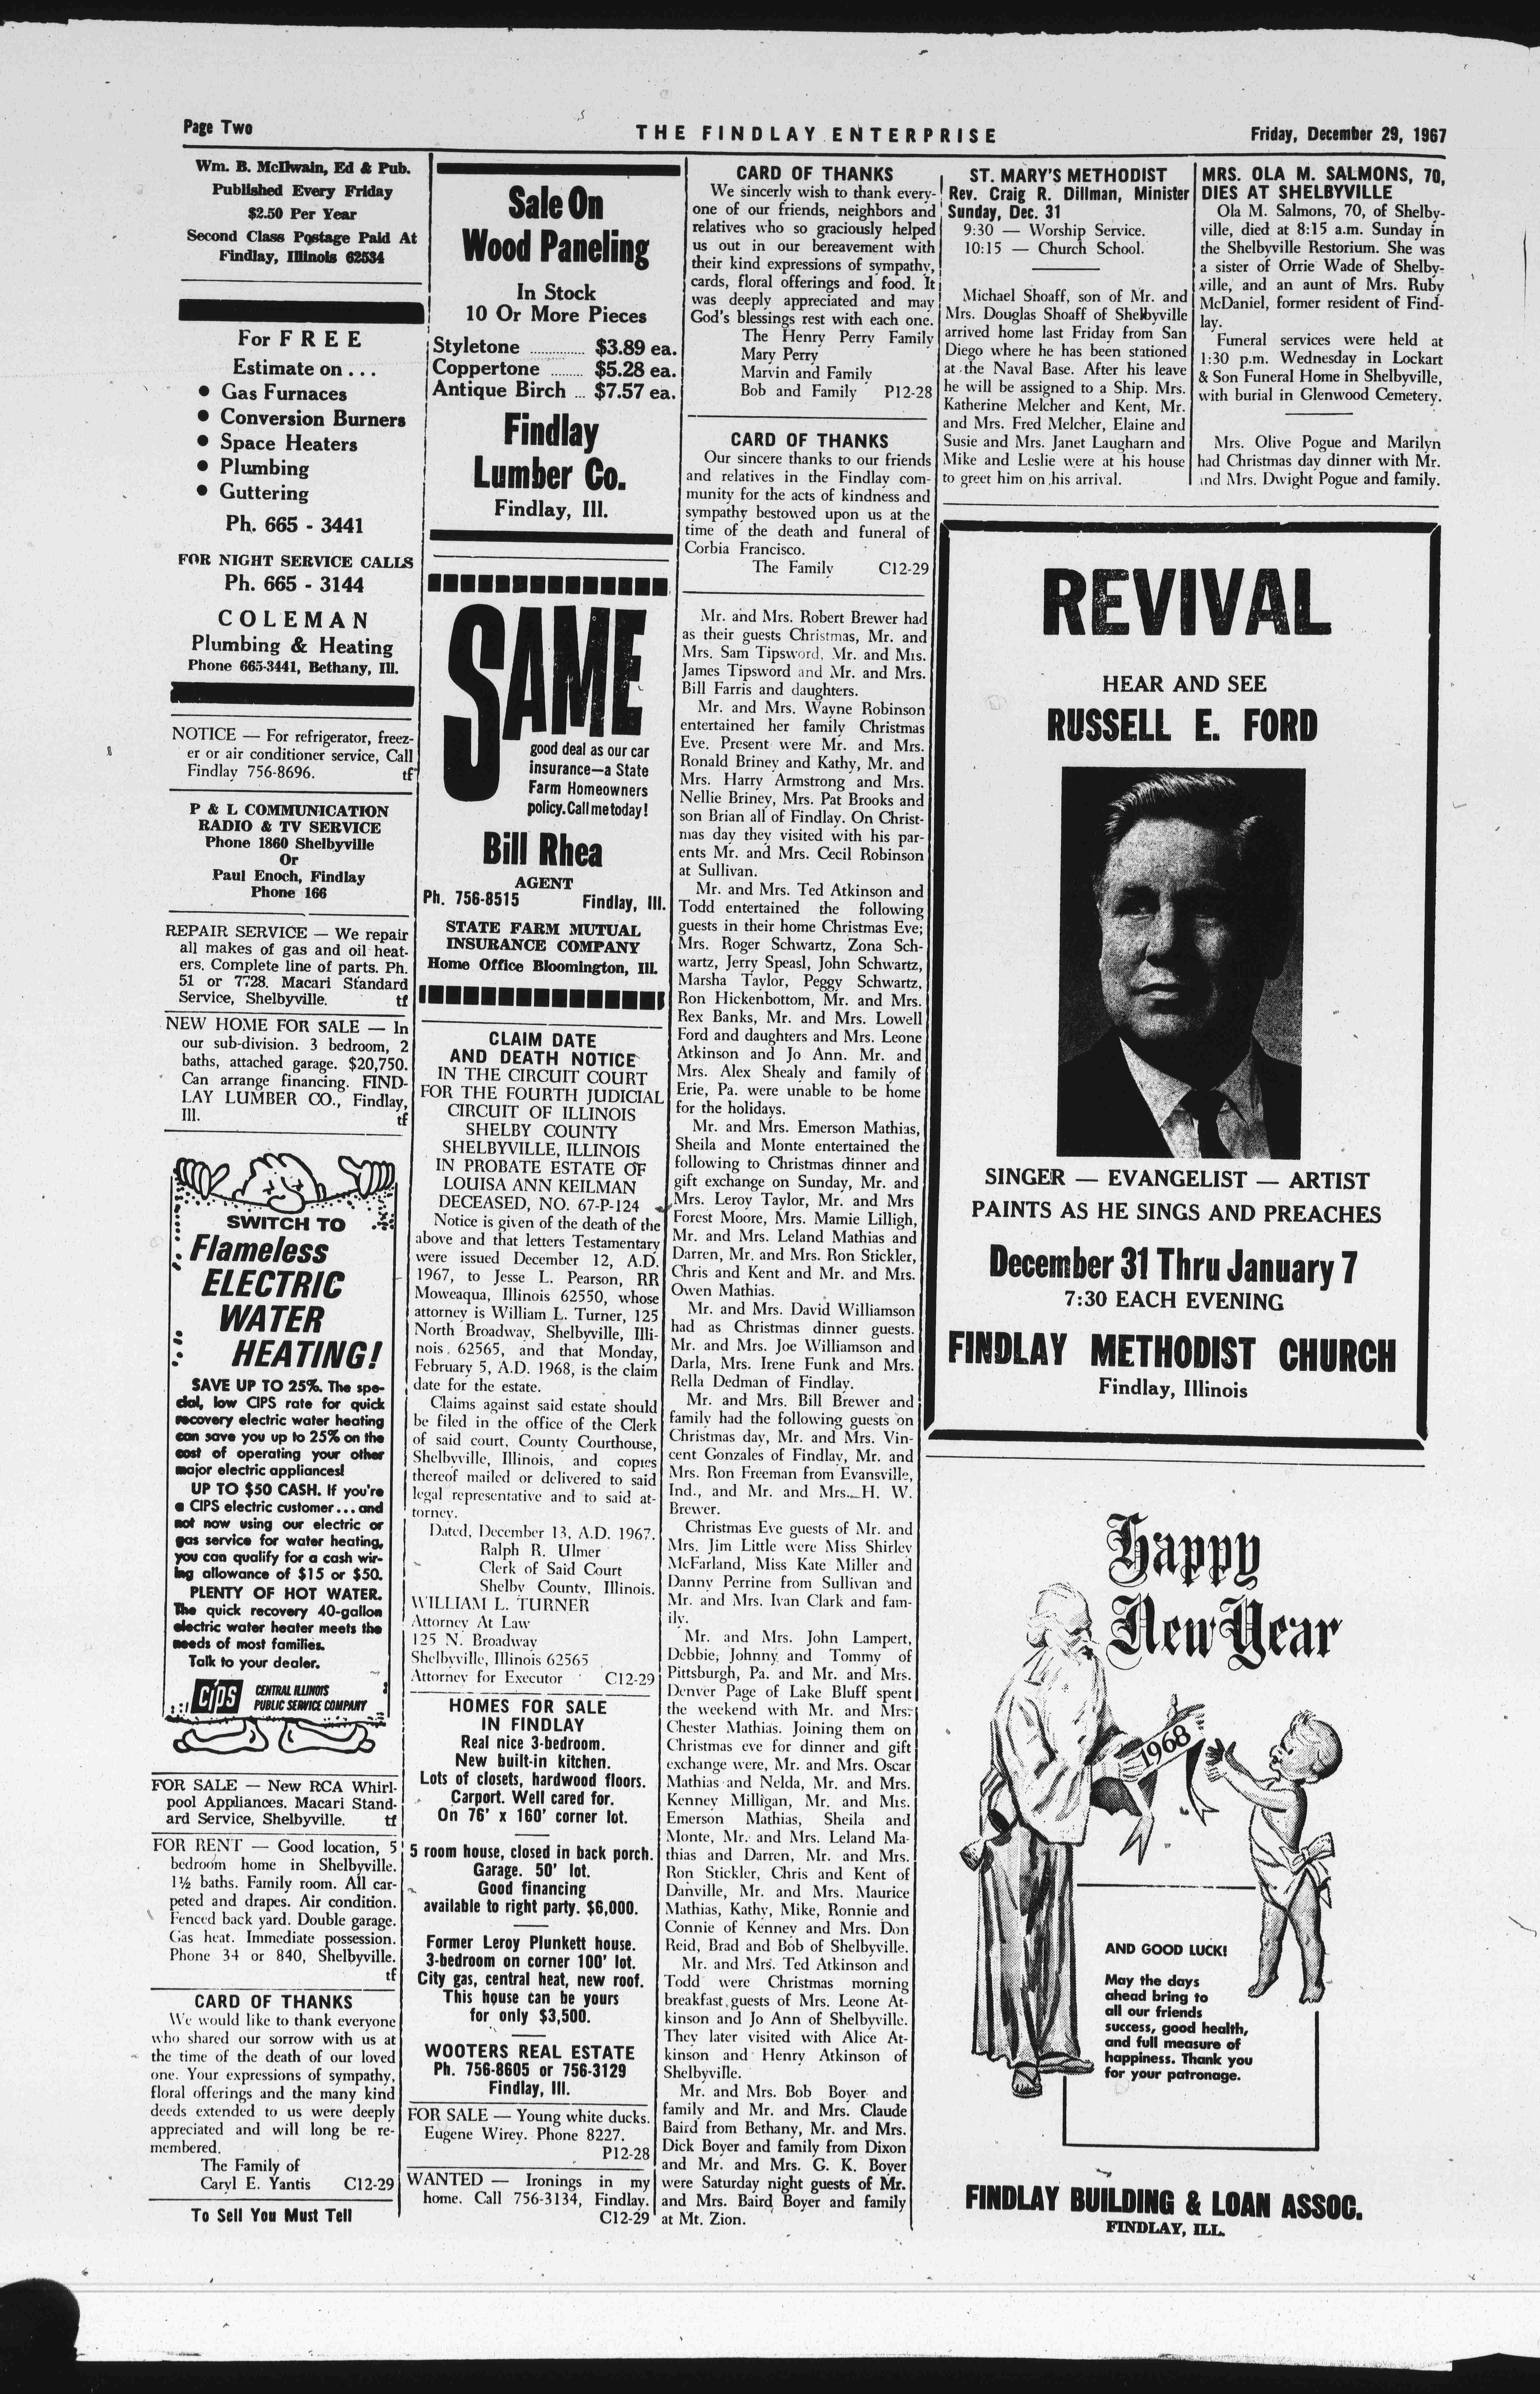 Page Two
THE FINDLAY ENTERPRISE
Friday, December 29, 1967
Wm. B. McIlwain, Ed & Pub.
Published Every Friday
$2.50 Per Year
Second Class Postage Paid At
Findlay, Illinois 62534
For FREE
Estimate on . . .
● Gas Furnaces
● Conversion Burners
● Space Heaters
● Plumbing
● Guttering
Ph. 665 - 3441
FOR NIGHT SERVICE CALLS
Ph. 665 - 3144
COLEMAN
Plumbing & Heating
Phone 665-3441, Bethany, Ill.
NOTICE — For refrigerator, freez-
er or air conditioner service, Call
Findlay 756-8696. tf
P & L COMMUNICATION
RADIO & TV SERVICE
Phone 1860 Shelbyville
Or
Paul Enoch, Findlay
Phone 166
REPAIR SERVICE — We repair
all makes of gas and oil heat-
ers. Complete line of parts. Ph.
51 or 7728. Macari Standard
Service, Shelbyville. tf
NEW HOME FOR SALE — In
our sub-division. 3 bedroom, 2
baths, attached garage. $20,750.
Can arrange financing. FIND-
LAY LUMBER CO., Findlay,
Ill. tf
SWITCH TO
Flameless
ELECTRIC
WATER
HEATING!
SAVE UP TO 25%. The spe-
cial, low CIPS rate for quick
recovery electric water heating
can save you up to 25% on the
cost of operating your other
major electric appliances!
UP TO $50 CASH. If you're
a CIPS electric customer . . . and
not now using our electric or
gas service for water heating,
you can qualify for a cash wir-
ing allowance of $15 or $50.
PLENTY OF HOT WATER.
The quick recovery 40-gallon
electric water heater meets the
needs of most families.
Talk to your dealer.
CIPS
CENTRAL ILLINOIS
PUBLIC SERVICE COMPANY
FOR SALE — New RCA Whirl-
pool Appliances. Macari Stand-
ard Service, Shelbyville. tf
FOR RENT — Good location, 5
bedroom home in Shelbyville.
1½ baths. Family room. All car-
peted and drapes. Air condition.
Fenced back yard. Double garage.
Gas heat. Immediate possession.
Phone 34 or 840, Shelbyville.
tf
CARD OF THANKS
We would like to thank everyone
who shared our sorrow with us at
the time of the death of our loved
one. Your expressions of sympathy,
floral offerings and the many kind
deeds extended to us were deeply
appreciated and will long be re-
membered.
The Family of
Caryl E. Yantis C12-29
To Sell You Must Tell
Sale On
Wood Paneling
In Stock
10 Or More Pieces
Styletone ............... $3.89 ea.
Coppertone ......... $5.28 ea.
Antique Birch ... $7.57 ea.
Findlay
Lumber Co.
Findlay, Ill.
SAME
good deal as our car
insurance—a State
Farm Homeowners
policy. Call me today!
Bill Rhea
AGENT
Ph. 756-8515 Findlay, Ill.
STATE FARM MUTUAL
INSURANCE COMPANY
Home Office Bloomington, Ill.
CLAIM DATE
AND DEATH NOTICE
IN THE CIRCUIT COURT
FOR THE FOURTH JUDICIAL
CIRCUIT OF ILLINOIS
SHELBY COUNTY
SHELBYVILLE, ILLINOIS
IN PROBATE ESTATE OF
LOUISA ANN KEILMAN
DECEASED, NO. 67-P-124
Notice is given of the death of the
above and that letters Testamentary
were issued December 12, A.D.
1967, to Jesse L. Pearson, RR
Moweaqua, Illinois 62550, whose
attorney is William L. Turner, 125
North Broadway, Shelbyville, Illi-
nois, 62565, and that Monday,
February 5, A.D. 1968, is the claim
date for the estate.
Claims against said estate should
be filed in the office of the Clerk
of said court, County Courthouse,
Shelbyville, Illinois, and copies
thereof mailed or delivered to said
legal representative and to said at-
torney.
Dated, December 13, A.D. 1967.
Ralph R. Ulmer
Clerk of Said Court
Shelby County, Illinois.
WILLIAM L. TURNER
Attorney At Law
125 N. Broadway
Shelbyville, Illinois 62565
Attorney for Executor C12-29
HOMES FOR SALE
IN FINDLAY
Real nice 3-bedroom.
New built-in kitchen.
Lots of closets, hardwood floors.
Carport. Well cared for.
On 76' x 160' corner lot.
5 room house, closed in back porch.
Garage. 50' lot.
Good financing
available to right party. $6,000.
Former Leroy Plunkett house.
3-bedroom on corner 100' lot.
City gas, central heat, new roof.
This house can be yours
for only $3,500.
WOOTERS REAL ESTATE
Ph. 756-8605 or 756-3129
Findlay, Ill.
FOR SALE — Young white ducks.
Eugene Wirey. Phone 8227.
P12-28
WANTED — Ironings in my
home. Call 756-3134, Findlay.
C12-29
CARD OF THANKS
We sincerly wish to thank every-
one of our friends, neighbors and
relatives who so graciously helped
us out in our bereavement with
their kind expressions of sympathy,
cards, floral offerings and food. It
was deeply appreciated and may
God's blessings rest with each one.
The Henry Perry Family
Mary Perry
Marvin and Family
Bob and Family P12-28
CARD OF THANKS
Our sincere thanks to our friends
and relatives in the Findlay com-
munity for the acts of kindness and
sympathy bestowed upon us at the
time of the death and funeral of
Corbia Francisco.
The Family C12-29
Mr. and Mrs. Robert Brewer had
as their guests Christmas, Mr. and
Mrs. Sam Tipsword, Mr. and Mrs.
James Tipsword and Mr. and Mrs.
Bill Farris and daughters.
Mr. and Mrs. Wayne Robinson
entertained her family Christmas
Eve. Present were Mr. and Mrs.
Ronald Briney and Kathy, Mr. and
Mrs. Harry Armstrong and Mrs.
Nellie Briney, Mrs. Pat Brooks and
son Brian all of Findlay. On Christ-
mas day they visited with his par-
ents Mr. and Mrs. Cecil Robinson
at Sullivan.
Mr. and Mrs. Ted Atkinson and
Todd entertained the following
guests in their home Christmas Eve;
Mrs. Roger Schwartz, Zona Sch-
wartz, Jerry Speasl, John Schwartz,
Marsha Taylor, Peggy Schwartz,
Ron Hickenbottom, Mr. and Mrs.
Rex Banks, Mr. and Mrs. Lowell
Ford and daughters and Mrs. Leone
Atkinson and Jo Ann. Mr. and
Mrs. Alex Shealy and family of
Erie, Pa. were unable to be home
for the holidays.
Mr. and Mrs. Emerson Mathias,
Sheila and Monte entertained the
following to Christmas dinner and
gift exchange on Sunday, Mr. and
Mrs. Leroy Taylor, Mr. and Mrs
Forest Moore, Mrs. Mamie Lilligh,
Mr. and Mrs. Leland Mathias and
Darren, Mr. and Mrs. Ron Stickler,
Chris and Kent and Mr. and Mrs.
Owen Mathias.
Mr. and Mrs. David Williamson
had as Christmas dinner guests.
Mr. and Mrs. Joe Williamson and
Darla, Mrs. Irene Funk and Mrs.
Rella Dedman of Findlay.
Mr. and Mrs. Bill Brewer and
family had the following guests on
Christmas day, Mr. and Mrs. Vin-
cent Gonzales of Findlay, Mr. and
Mrs. Ron Freeman from Evansville,
Ind., and Mr. and Mrs. H. W.
Brewer.
Christmas Eve guests of Mr. and
Mrs. Jim Little were Miss Shirley
McFarland, Miss Kate Miller and
Danny Perrine from Sullivan and
Mr. and Mrs. Ivan Clark and fam-
ily.
Mr. and Mrs. John Lampert,
Debbie, Johnny and Tommy of
Pittsburgh, Pa. and Mr. and Mrs.
Denver Page of Lake Bluff spent
the weekend with Mr. and Mrs.
Chester Mathias. Joining them on
Christmas eve for dinner and gift
exchange were, Mr. and Mrs. Oscar
Mathias and Nelda, Mr. and Mrs.
Kenney Milligan, Mr. and Mrs.
Emerson Mathias, Sheila and
Monte, Mr. and Mrs. Leland Ma-
thias and Darren, Mr. and Mrs.
Ron Stickler, Chris and Kent of
Danville, Mr. and Mrs. Maurice
Mathias, Kathy, Mike, Ronnie and
Connie of Kenney and Mrs. Don
Reid, Brad and Bob of Shelbyville.
Mr. and Mrs. Ted Atkinson and
Todd were Christmas morning
breakfast guests of Mrs. Leone At-
kinson and Jo Ann of Shelbyville.
They later visited with Alice At-
kinson and Henry Atkinson of
Shelbyville.
Mr. and Mrs. Bob Boyer and
family and Mr. and Mrs. Claude
Baird from Bethany, Mr. and Mrs.
Dick Boyer and family from Dixon
and Mr. and Mrs. G. K. Boyer
were Saturday night guests of Mr.
and Mrs. Baird Boyer and family
at Mt. Zion.
ST. MARY'S METHODIST
Rev. Craig R. Dillman, Minister
Sunday, Dec. 31
9:30 — Worship Service.
10:15 — Church School.
Michael Shoaff, son of Mr. and
Mrs. Douglas Shoaff of Shelbyville
arrived home last Friday from San
Diego where he has been stationed
at the Naval Base. After his leave
he will be assigned to a Ship. Mrs.
Katherine Melcher and Kent, Mr.
and Mrs. Fred Melcher, Elaine and
Susie and Mrs. Janet Laugharn and
Mike and Leslie were at his house
to greet him on his arrival.
MRS. OLA M. SALMONS, 70,
DIES AT SHELBYVILLE
Ola M. Salmons, 70, of Shelby-
ville, died at 8:15 a.m. Sunday in
the Shelbyville Restorium. She was
a sister of Orrie Wade of Shelby-
ville, and an aunt of Mrs. Ruby
McDaniel, former resident of Find-
lay.
Funeral services were held at
1:30 p.m. Wednesday in Lockart
& Son Funeral Home in Shelbyville,
with burial in Glenwood Cemetery.
Mrs. Olive Pogue and Marilyn
had Christmas day dinner with Mr.
and Mrs. Dwight Pogue and family.
REVIVAL
HEAR AND SEE
RUSSELL E. FORD
SINGER — EVANGELIST — ARTIST
PAINTS AS HE SINGS AND PREACHES
December 31 Thru January 7
7:30 EACH EVENING
FINDLAY METHODIST CHURCH
Findlay, Illinois
Happy
New Year
1968
AND GOOD LUCK!
May the days
ahead bring to
all our friends
success, good health,
and full measure of
happiness. Thank you
for your patronage.
FINDLAY BUILDING & LOAN ASSOC.
FINDLAY, ILL.